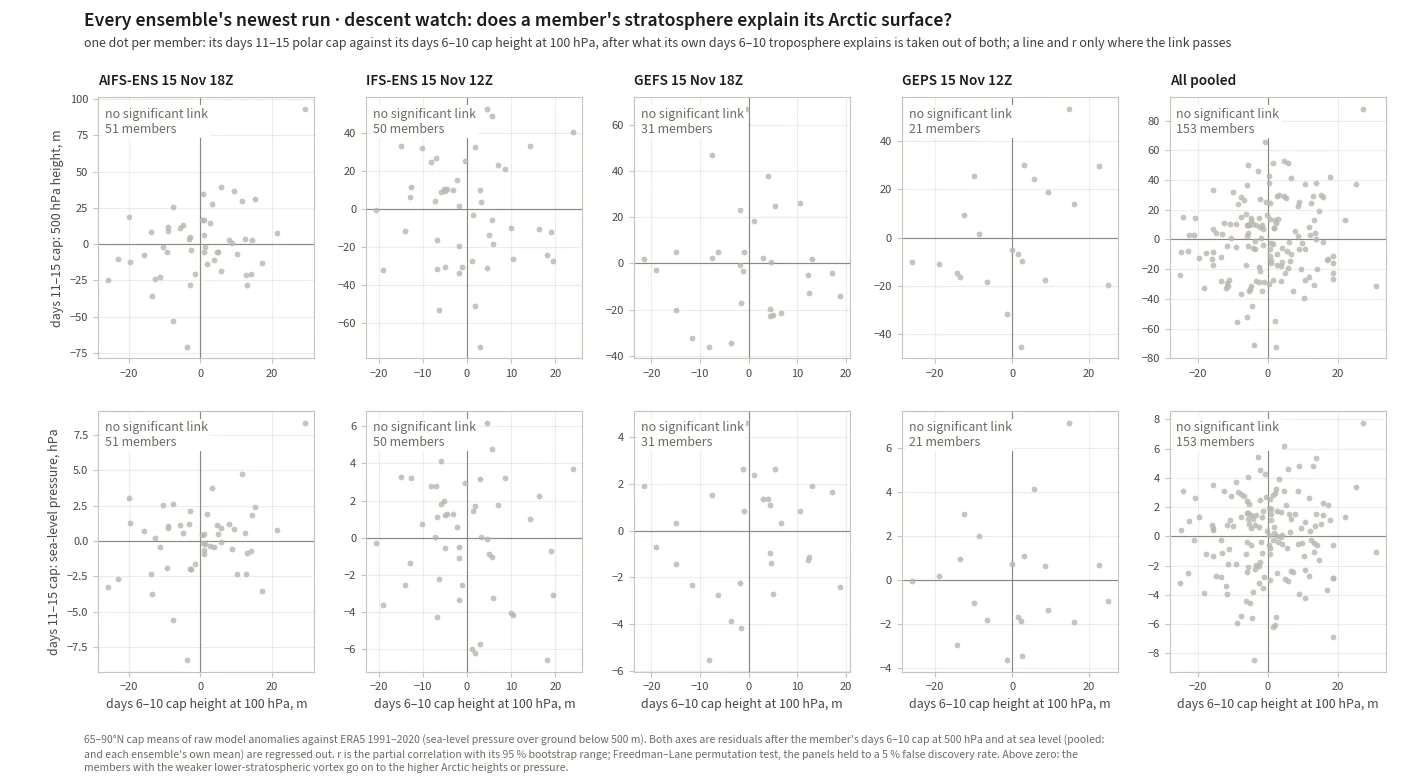 Every ensemble's newest run · descent watch: does a member's stratosphere explain its Arctic surface?
one dot per member: its days 11–15 polar cap against its days 6–10 cap height at 100 hPa, after what its own days 6–10 troposphere explains is taken out of both; a line and r only where the link passes
AIFS-ENS 15 Nov 18Z
IFS-ENS 15 Nov 12Z
GEFS 15 Nov 18Z
GEPS 15 Nov 12Z
All pooled
days 11–15 cap: 500 hPa height, m
100
75
50
25
0
−25
−50
−75
no significant link
51 members
−20
0
20
40
20
0
−20
−40
−60
no significant link
50 members
−20
−10
0
10
20
60
40
20
0
−20
−40
no significant link
31 members
−20
−10
0
10
20
40
20
0
−20
−40
no significant link
21 members
−20
0
20
80
60
40
20
0
−20
−40
−60
−80
no significant link
153 members
−20
0
20
days 11–15 cap: sea-level pressure, hPa
7.5
5.0
2.5
0.0
−2.5
−5.0
−7.5
no significant link
51 members
−20
0
20
days 6–10 cap height at 100 hPa, m
6
4
2
0
−2
−4
−6
no significant link
50 members
−20
−10
0
10
20
days 6–10 cap height at 100 hPa, m
4
2
0
−2
−4
−6
no significant link
31 members
−20
−10
0
10
20
days 6–10 cap height at 100 hPa, m
6
4
2
0
−2
−4
no significant link
21 members
−20
0
20
days 6–10 cap height at 100 hPa, m
8
6
4
2
0
−2
−4
−6
−8
no significant link
153 members
−20
0
20
days 6–10 cap height at 100 hPa, m
65–90°N cap means of raw model anomalies against ERA5 1991–2020 (sea-level pressure over ground below 500 m). Both axes are residuals after the member's days 6–10 cap at 500 hPa and at sea level (pooled:
and each ensemble's own mean) are regressed out. r is the partial correlation with its 95 % bootstrap range; Freedman–Lane permutation test, the panels held to a 5 % false discovery rate. Above zero: the
members with the weaker lower-stratospheric vortex go on to the higher Arctic heights or pressure.